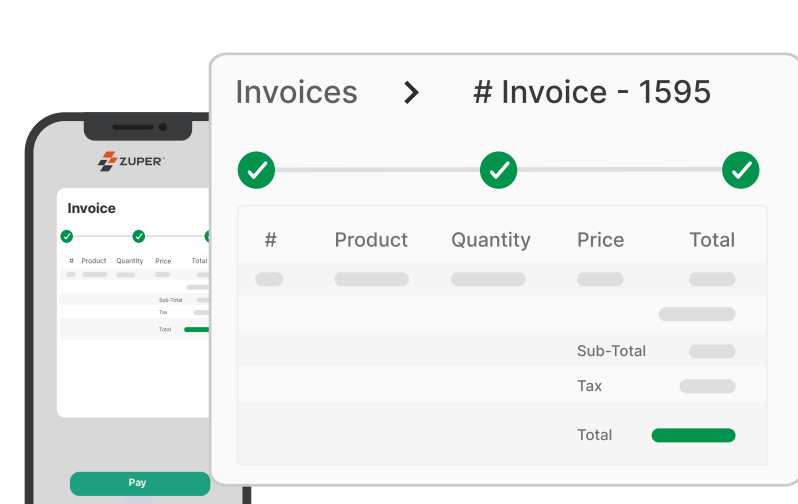 Invoices > # Invoice - 1595
# Product Quantity Price Total
Sub-Total
Tax
Total
ZUPER™
Invoice
# Product Quantity Price Total
Sub-Total
Tax
Total
Pay